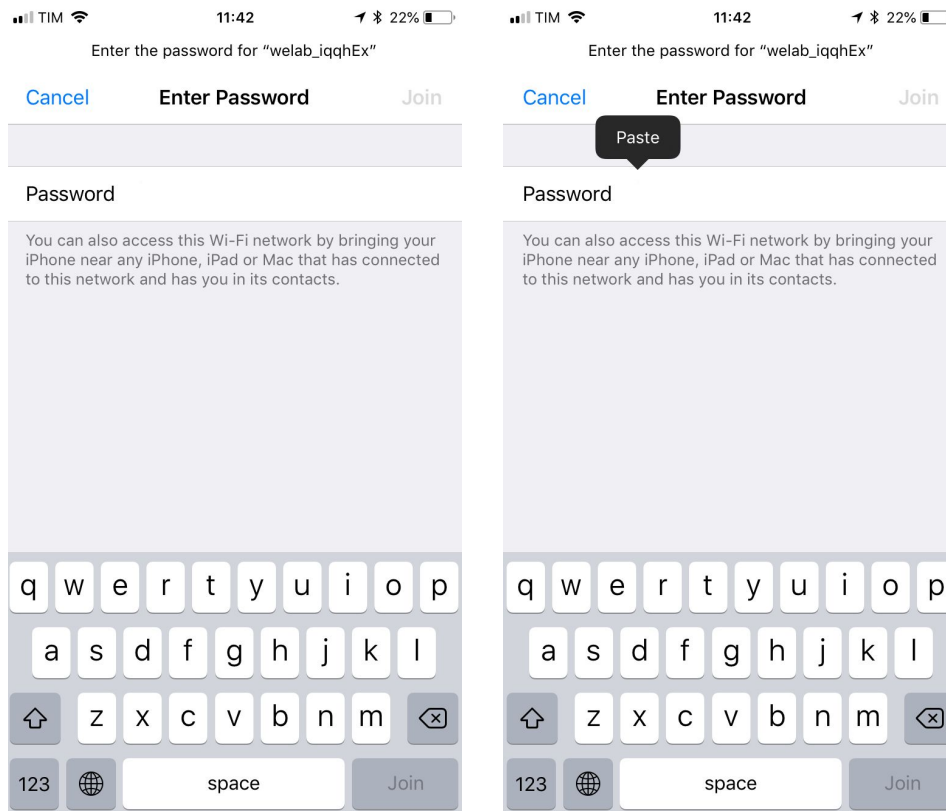 TIM 11:42 22%
Enter the password for “welab_iqqhEx”
Cancel Enter Password Join
Password
You can also access this Wi-Fi network by bringing your
iPhone near any iPhone, iPad or Mac that has connected
to this network and has you in its contacts.
q w e r t y u i o p
a s d f g h j k l
z x c v b n m
123 space Join
TIM 11:42 22%
Enter the password for “welab_iqqhEx”
Cancel Enter Password Join
Paste
Password
You can also access this Wi-Fi network by bringing your
iPhone near any iPhone, iPad or Mac that has connected
to this network and has you in its contacts.
q w e r t y u i o p
a s d f g h j k l
z x c v b n m
123 space Join